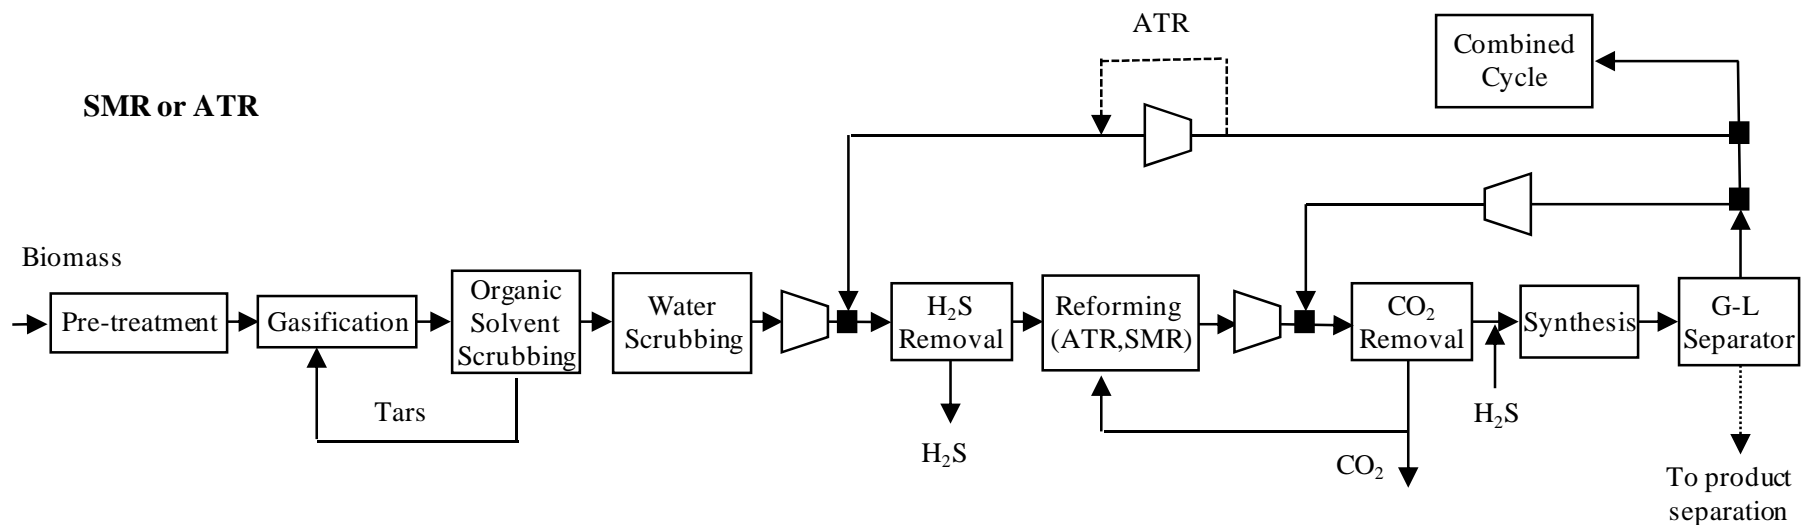 ATR
Combined
Cycle
SMR or ATR
Biomass
Pre-treatment
Gasification
Organic
Solvent
Scrubbing
Water
Scrubbing
H₂S
Removal
Reforming
(ATR,SMR)
CO₂
Removal
Synthesis
G-L
Separator
Tars
H₂S
CO₂
H₂S
To product
separation